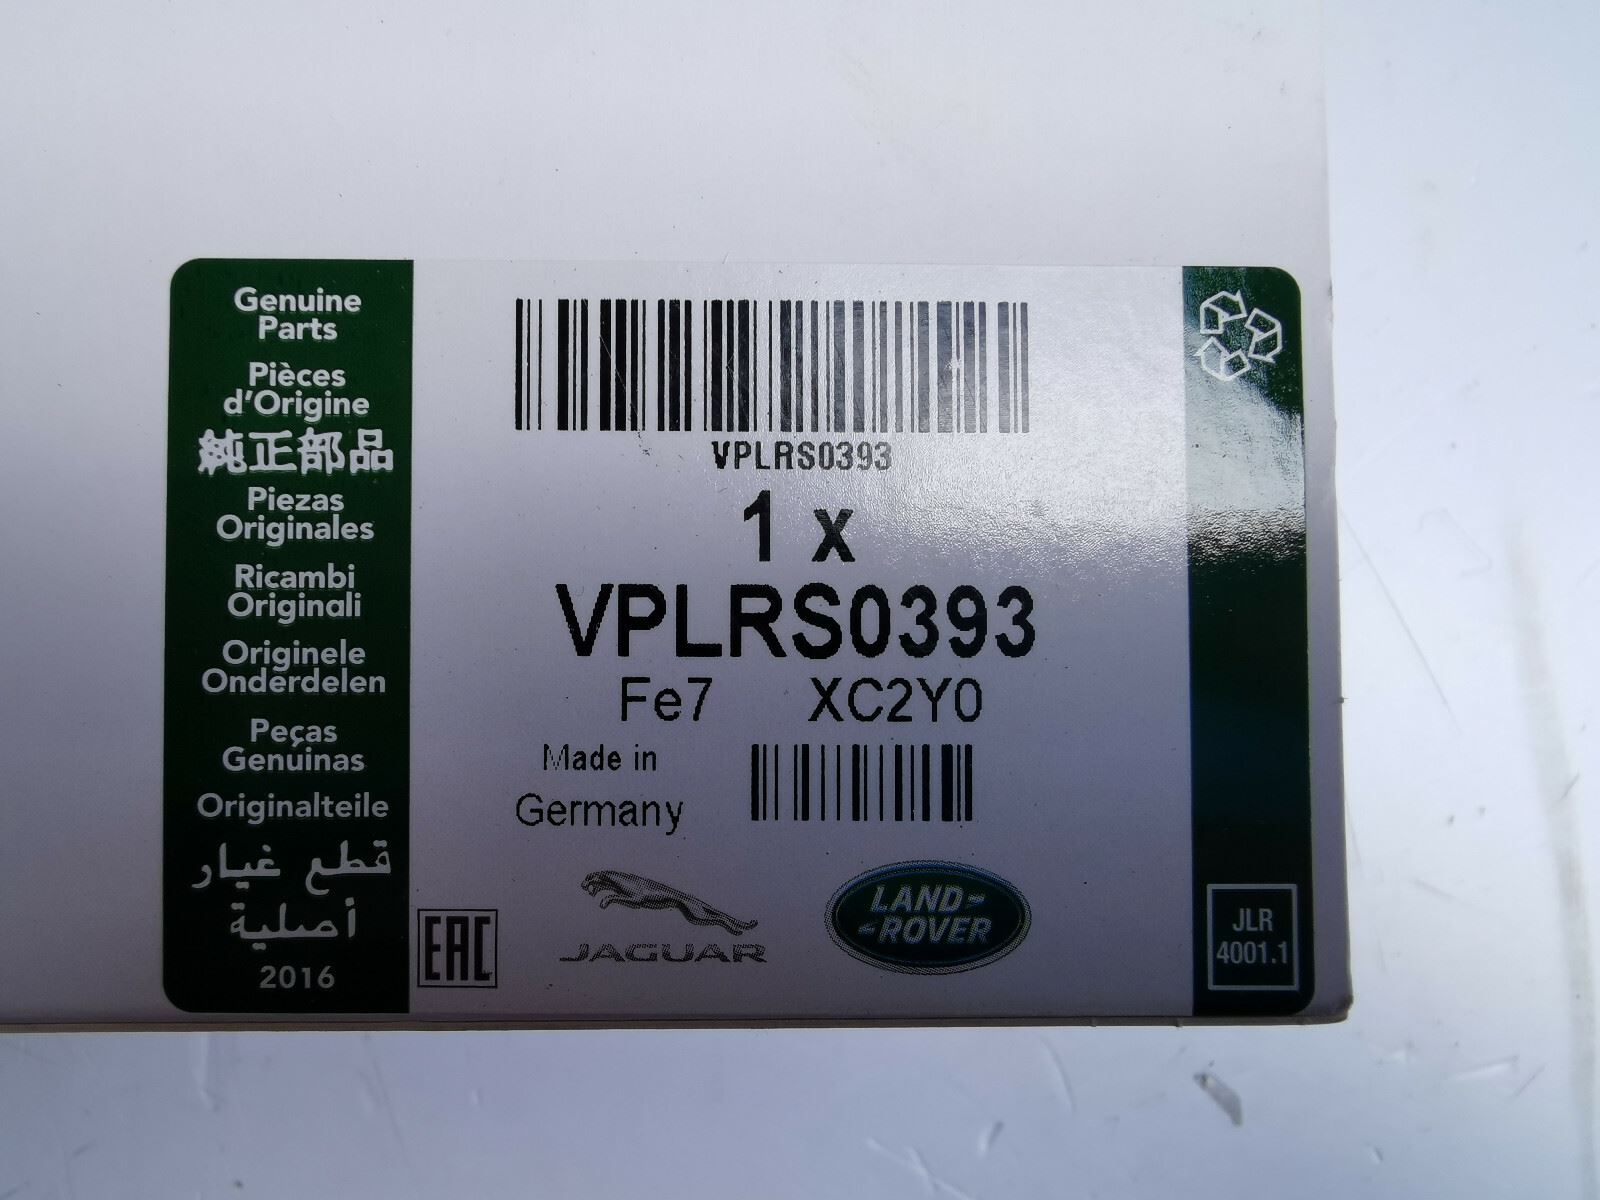 Genuine
Parts
Pièces
d'Origine
純正部品
Piezas
Originales
Ricambi
Originali
Originele
Onderdelen
Peças
Genuínas
Originalteile
قطع غيار
أصلية
2016
VPLRS0393
1 x
VPLRS0393
Fe7 XC2Y0
Made in
Germany
EAC
JAGUAR
LAND-
-ROVER
JLR
4001.1